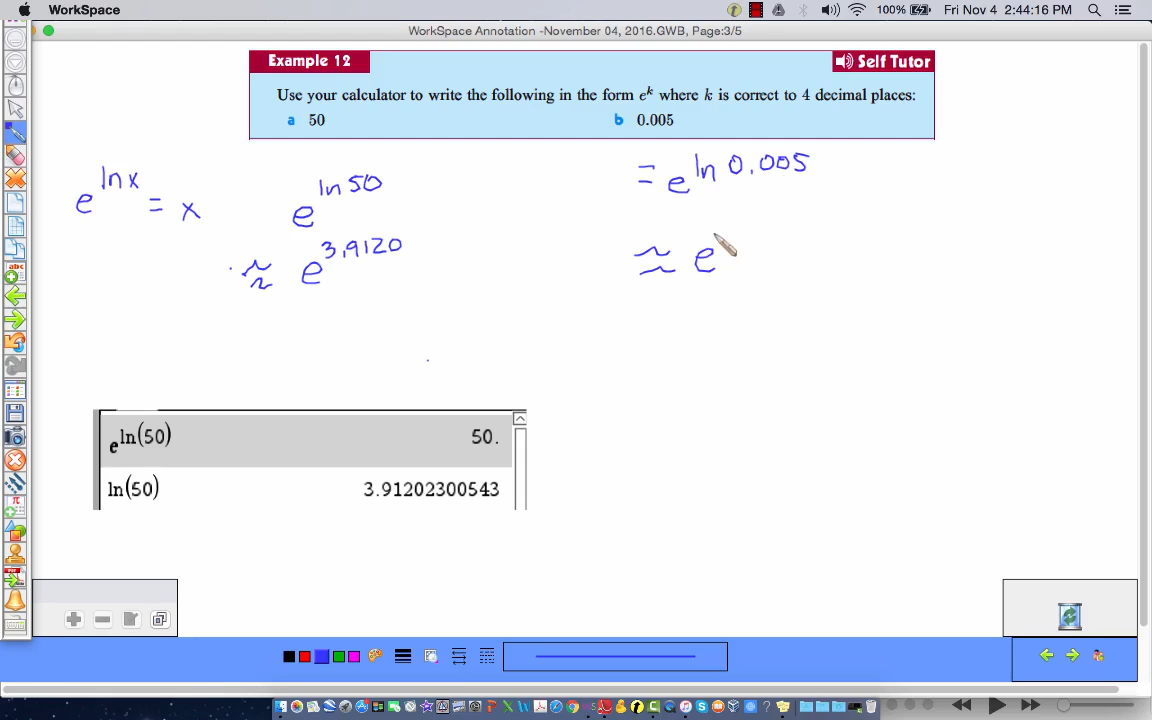 WorkSpace
100% Fri Nov 4 2:44:16 PM
WorkSpace Annotation -November 04, 2016.GWB, Page:3/5
Example 12
Self Tutor
Use your calculator to write the following in the form e^k where k is correct to 4 decimal places:
a 50 b 0.005
e^ln x = x
e^ln 50
≈ e^3.9120
= e^ln 0.005
≈ e
e^ln(50) 50.
ln(50) 3.91202300543